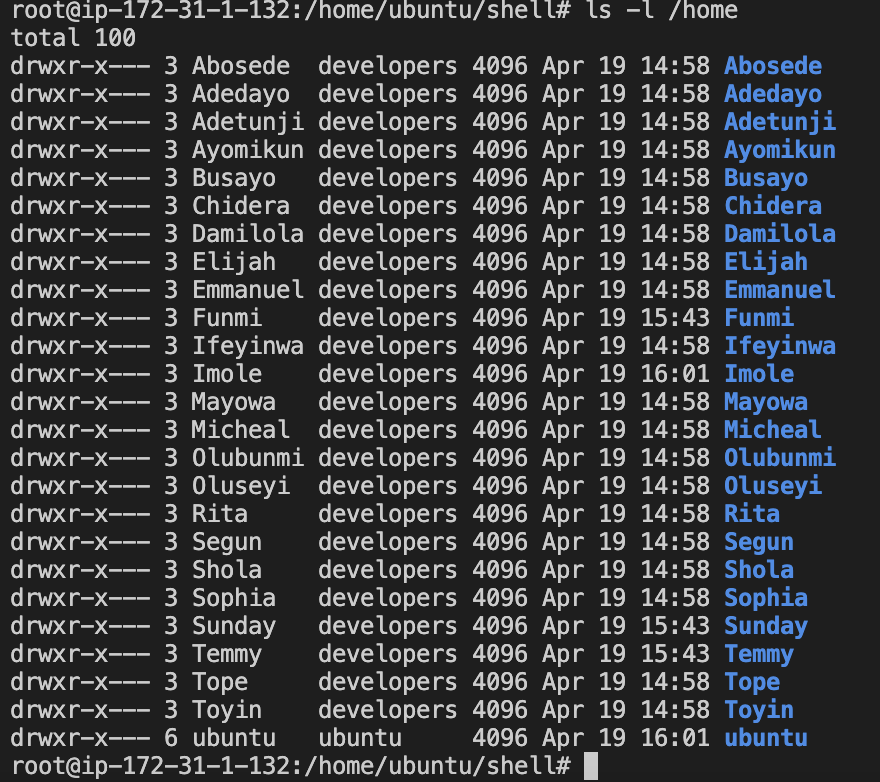 root@ip-172-31-1-132:/home/ubuntu/shell# ls -l /home
total 100
drwxr-x--- 3 Abosede  developers 4096 Apr 19 14:58 Abosede
drwxr-x--- 3 Adedayo  developers 4096 Apr 19 14:58 Adedayo
drwxr-x--- 3 Adetunji developers 4096 Apr 19 14:58 Adetunji
drwxr-x--- 3 Ayomikun developers 4096 Apr 19 14:58 Ayomikun
drwxr-x--- 3 Busayo   developers 4096 Apr 19 14:58 Busayo
drwxr-x--- 3 Chidera  developers 4096 Apr 19 14:58 Chidera
drwxr-x--- 3 Damilola developers 4096 Apr 19 14:58 Damilola
drwxr-x--- 3 Elijah   developers 4096 Apr 19 14:58 Elijah
drwxr-x--- 3 Emmanuel developers 4096 Apr 19 14:58 Emmanuel
drwxr-x--- 3 Funmi    developers 4096 Apr 19 15:43 Funmi
drwxr-x--- 3 Ifeyinwa developers 4096 Apr 19 14:58 Ifeyinwa
drwxr-x--- 3 Imole    developers 4096 Apr 19 16:01 Imole
drwxr-x--- 3 Mayowa   developers 4096 Apr 19 14:58 Mayowa
drwxr-x--- 3 Micheal  developers 4096 Apr 19 14:58 Micheal
drwxr-x--- 3 Olubunmi developers 4096 Apr 19 14:58 Olubunmi
drwxr-x--- 3 Oluseyi  developers 4096 Apr 19 14:58 Oluseyi
drwxr-x--- 3 Rita     developers 4096 Apr 19 14:58 Rita
drwxr-x--- 3 Segun    developers 4096 Apr 19 14:58 Segun
drwxr-x--- 3 Shola    developers 4096 Apr 19 14:58 Shola
drwxr-x--- 3 Sophia   developers 4096 Apr 19 14:58 Sophia
drwxr-x--- 3 Sunday   developers 4096 Apr 19 15:43 Sunday
drwxr-x--- 3 Temmy    developers 4096 Apr 19 15:43 Temmy
drwxr-x--- 3 Tope     developers 4096 Apr 19 14:58 Tope
drwxr-x--- 3 Toyin    developers 4096 Apr 19 14:58 Toyin
drwxr-x--- 6 ubuntu   ubuntu     4096 Apr 19 16:01 ubuntu
root@ip-172-31-1-132:/home/ubuntu/shell#